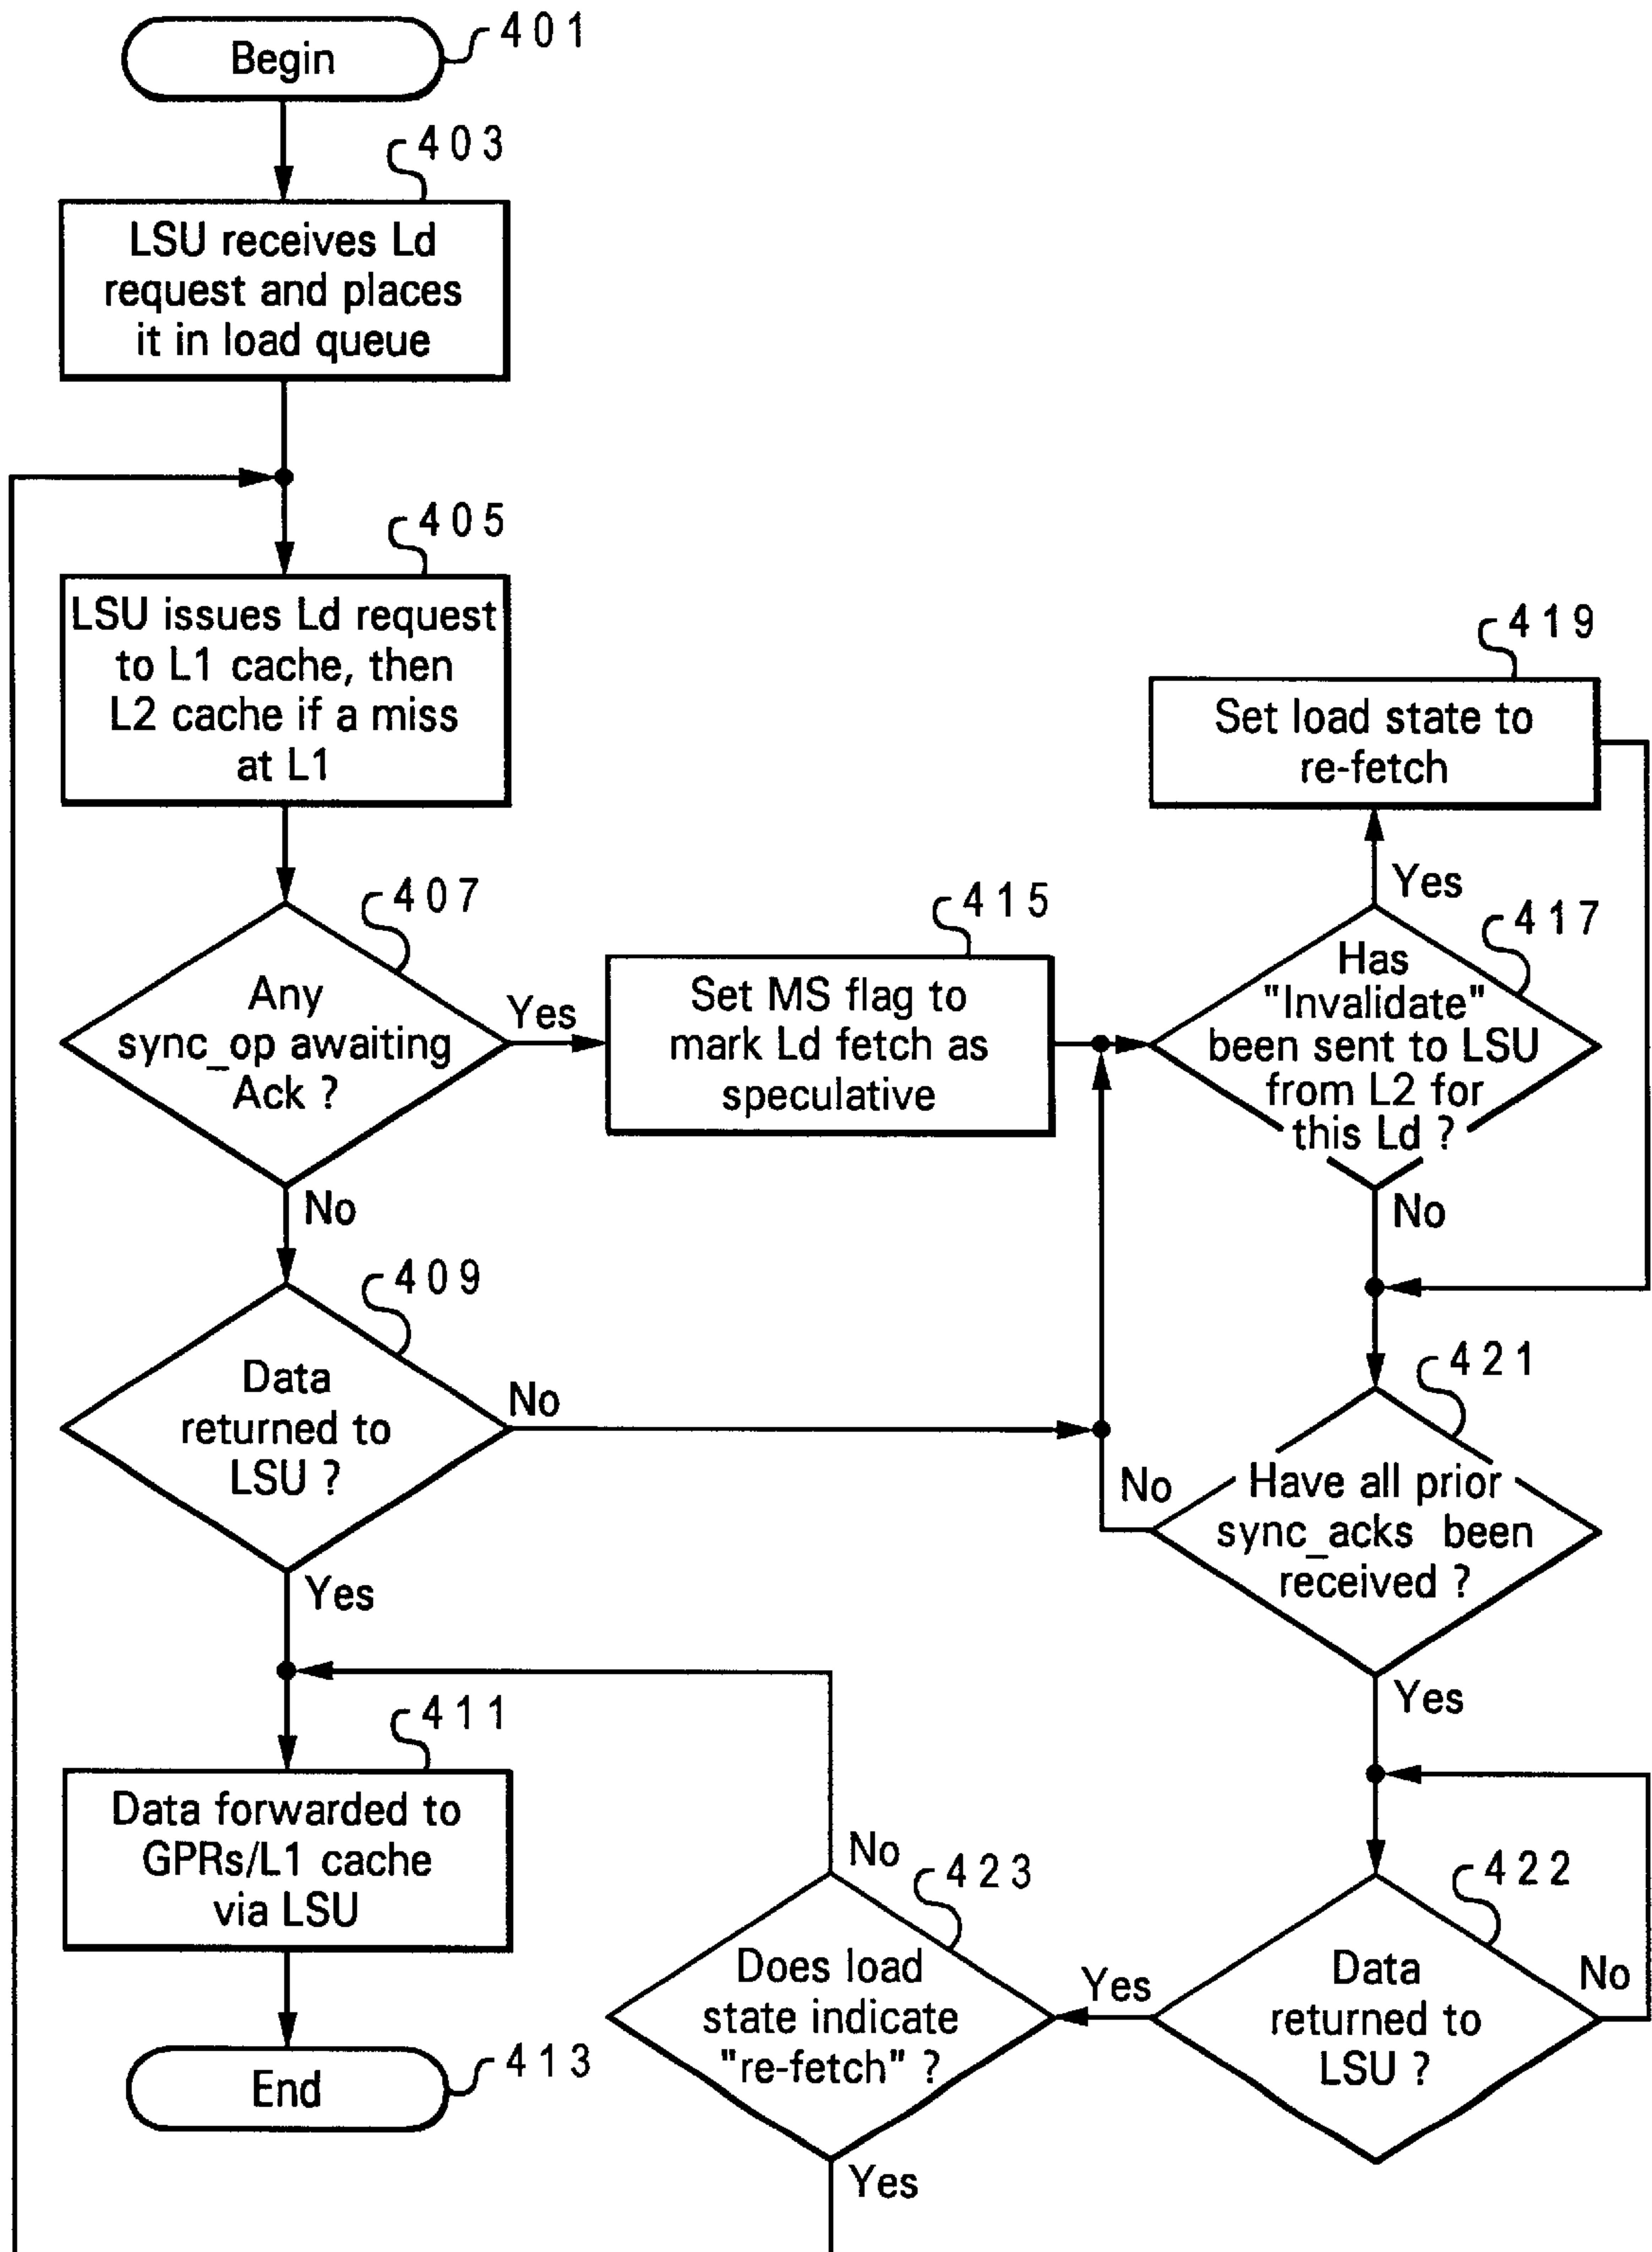 Begin
401
403
LSU receives Ld
request and places
it in load queue
405
LSU issues Ld request
to L1 cache, then
L2 cache if a miss
at L1
407
Any
sync_op awaiting
Ack ?
Yes
No
415
Set MS flag to
mark Ld fetch as
speculative
419
Set load state to
re-fetch
Yes
417
Has
"Invalidate"
been sent to LSU
from L2 for
this Ld ?
No
409
Data
returned to
LSU ?
No
Yes
421
Have all prior
sync_acks been
received ?
No
Yes
411
Data forwarded to
GPRs/L1 cache
via LSU
413
End
422
Data
returned to
LSU ?
No
Yes
423
Does load
state indicate
"re-fetch" ?
No
Yes